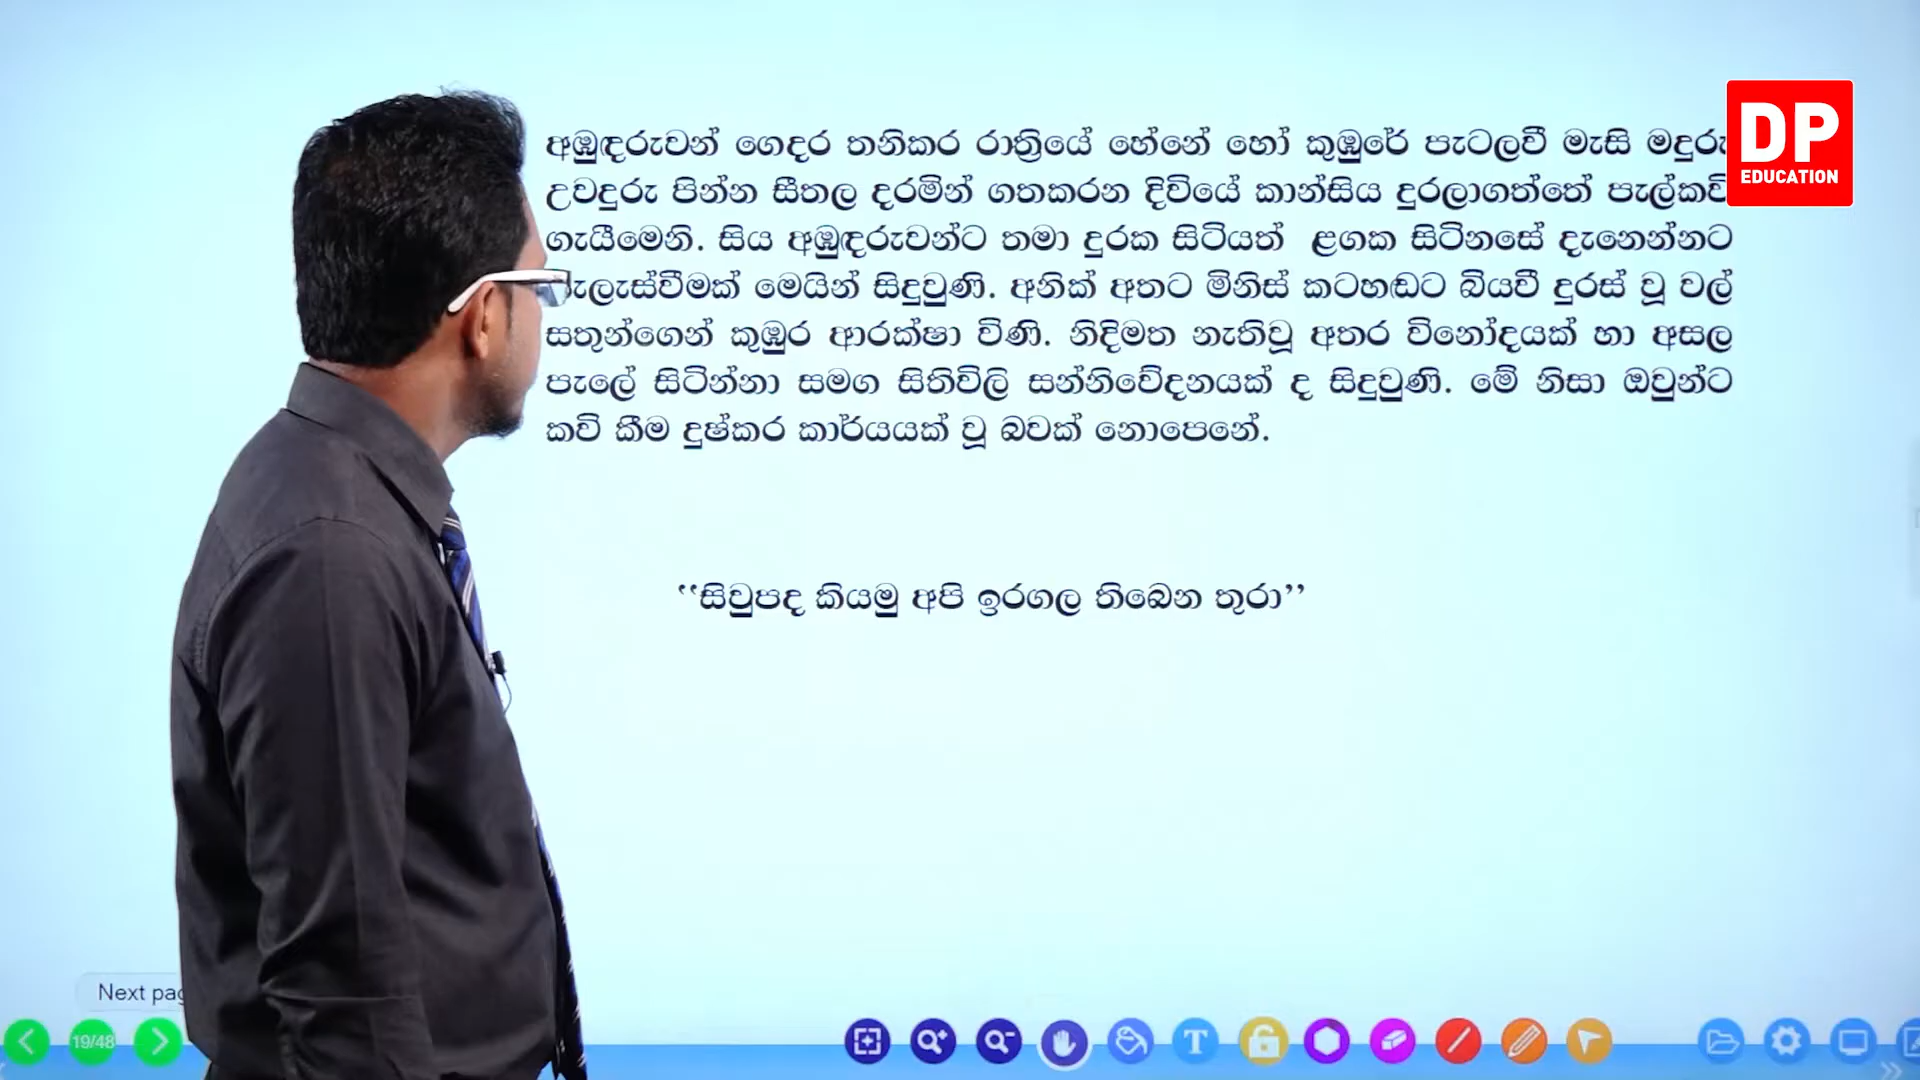 අඹුදරුවන් ගෙදර තනිකර රාත්‍රියේ හේනේ හෝ කුඹුරේ පැටලවී මැසි මදුරු
උවදුරු පින්න සීතල දරමින් ගතකරන දිවියේ කාන්සිය දුරලාගත්තේ පැල්කවි
ගැයීමෙනි. සිය අඹුදරුවන්ට තමා දුරක සිටියත් ළගක සිටිනසේ දැනෙන්නට
මෙයින් සිදුවුණි. අනික් අතට මිනිස් කටහඬට බියවී දුරස් වූ වල්
සතුන්ගෙන් කුඹුර ආරක්ෂා විණි. නිදිමත නැතිවූ අතර විනෝදයක් හා අසල
පැලේ සිටින්නා සමග සිතිවිලි සන්නිවේදනයක් ද සිදුවුණි. මේ නිසා ඔවුන්ට
කවි කීම දුෂ්කර කාර්යයක් වූ බවක් නොපෙනේ.
‘‘සිවුපද කියමු අපි ඉරගල තිබෙන තුරා’’
DP
EDUCATION
Next
19/48